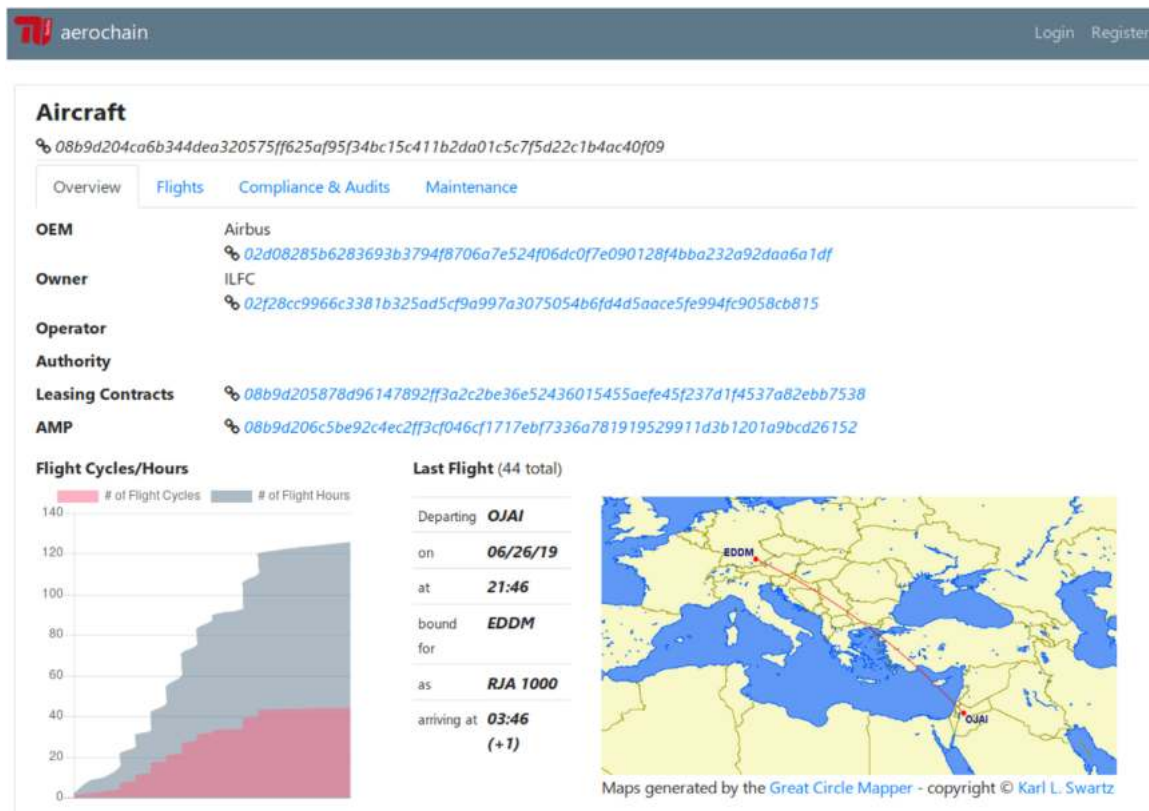 aerochain Login Register
Aircraft
08b9d204ca6b344dea320575ff625af95f34bc15c411b2da01c5c7f5d22c1b4ac40f09
Overview Flights Compliance & Audits Maintenance
OEM Airbus
02d08285b6283693b3794f8706a7e524f06dc0f7e090128f4bba232a92daa6a1df
Owner ILFC
02f28cc9966c3381b325ad5cf9a997a3075054b6fd4d5aace5fe994fc9058cb815
Operator
Authority
Leasing Contracts 08b9d205878d96147892ff3a2c2be36e52436015455aefe45f237d1f4537a82ebb7538
AMP 08b9d206c5be92c4ec2ff3cf046cf1717ebf7336a781919529911d3b1201a9bcd26152
Flight Cycles/Hours
# of Flight Cycles # of Flight Hours
140
120
100
80
60
40
20
0
Last Flight (44 total)
Departing OJAI
on 06/26/19
at 21:46
bound EDDM
for
as RJA 1000
arriving at 03:46
(+1)
EDDM
OJAI
Maps generated by the Great Circle Mapper - copyright © Karl L. Swartz